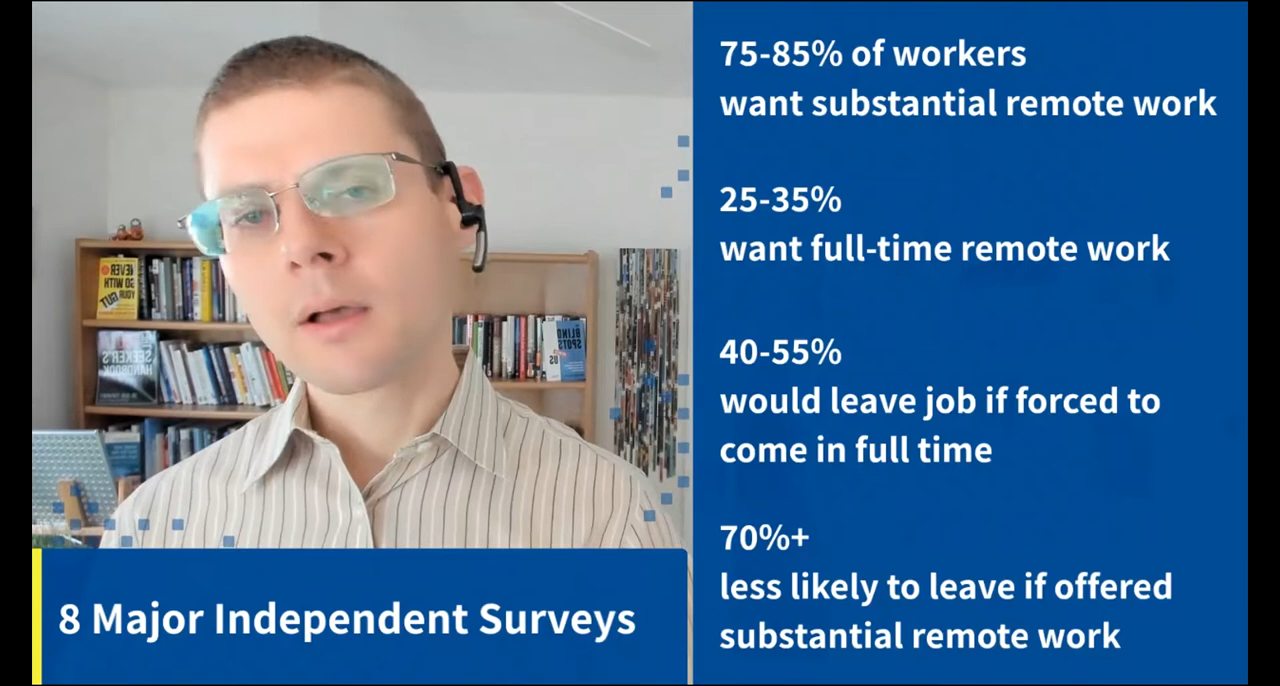 75-85% of workers
want substantial remote work
25-35%
want full-time remote work
40-55%
would leave job if forced to
come in full time
70%+
less likely to leave if offered
substantial remote work
8 Major Independent Surveys
NEVER
GO WITH
YOUR
GUT
SEEKER'S
HANDBOOK
BLIND
SPOTS
US